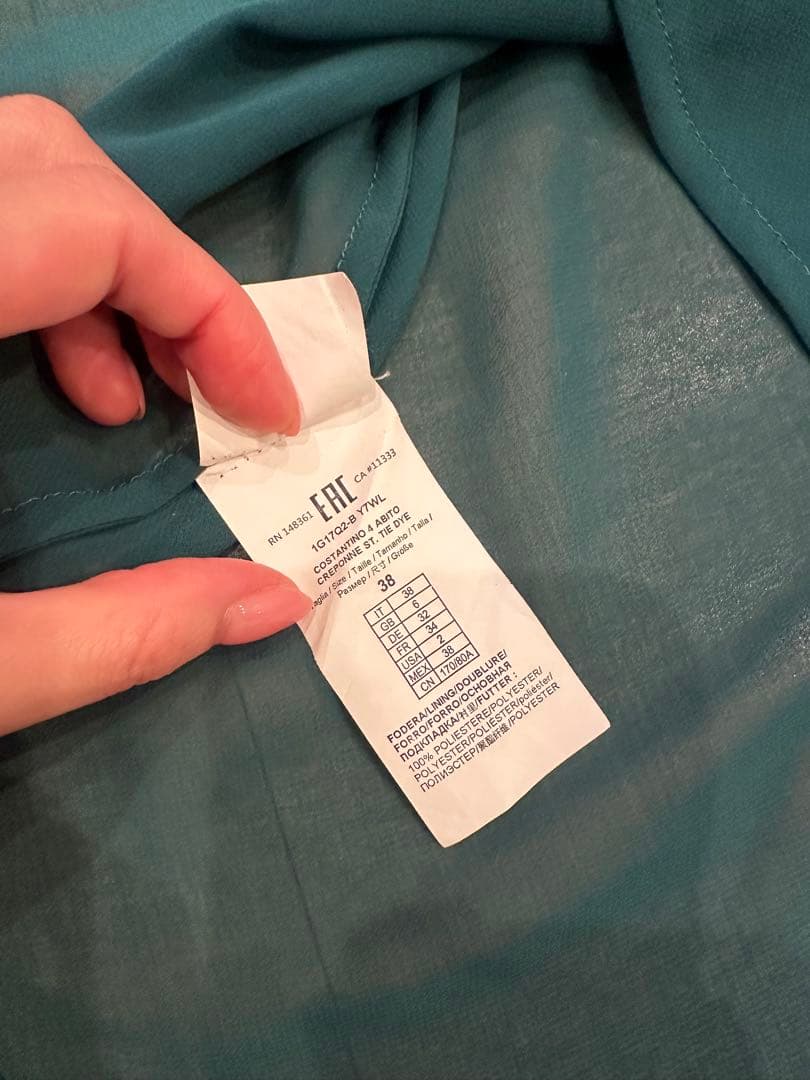 RN 148361 EAC CA #11333
1G17Q2-B Y7WL
COSTANTINO 4 ABITO
CREPONNE ST. TIE DYE
/ Size / Taille / Tamanho / Talla /
Размер / 尺寸 / Größe
38
IT 38
GB 6
DE 32
FR 34
USA 2
MEX 38
CN 170/80A
FODERA/LINING/DOUBLURE/
FORRO/FORRO/ОСНОВНАЯ
ПОДКЛАДКА/衬里/FUTTER :
100% POLIESTERE/POLYESTER/
POLYESTER/POLIÉSTER/poliéster/
ПОЛИЭСТЕР/聚酯纤维/POLYESTER